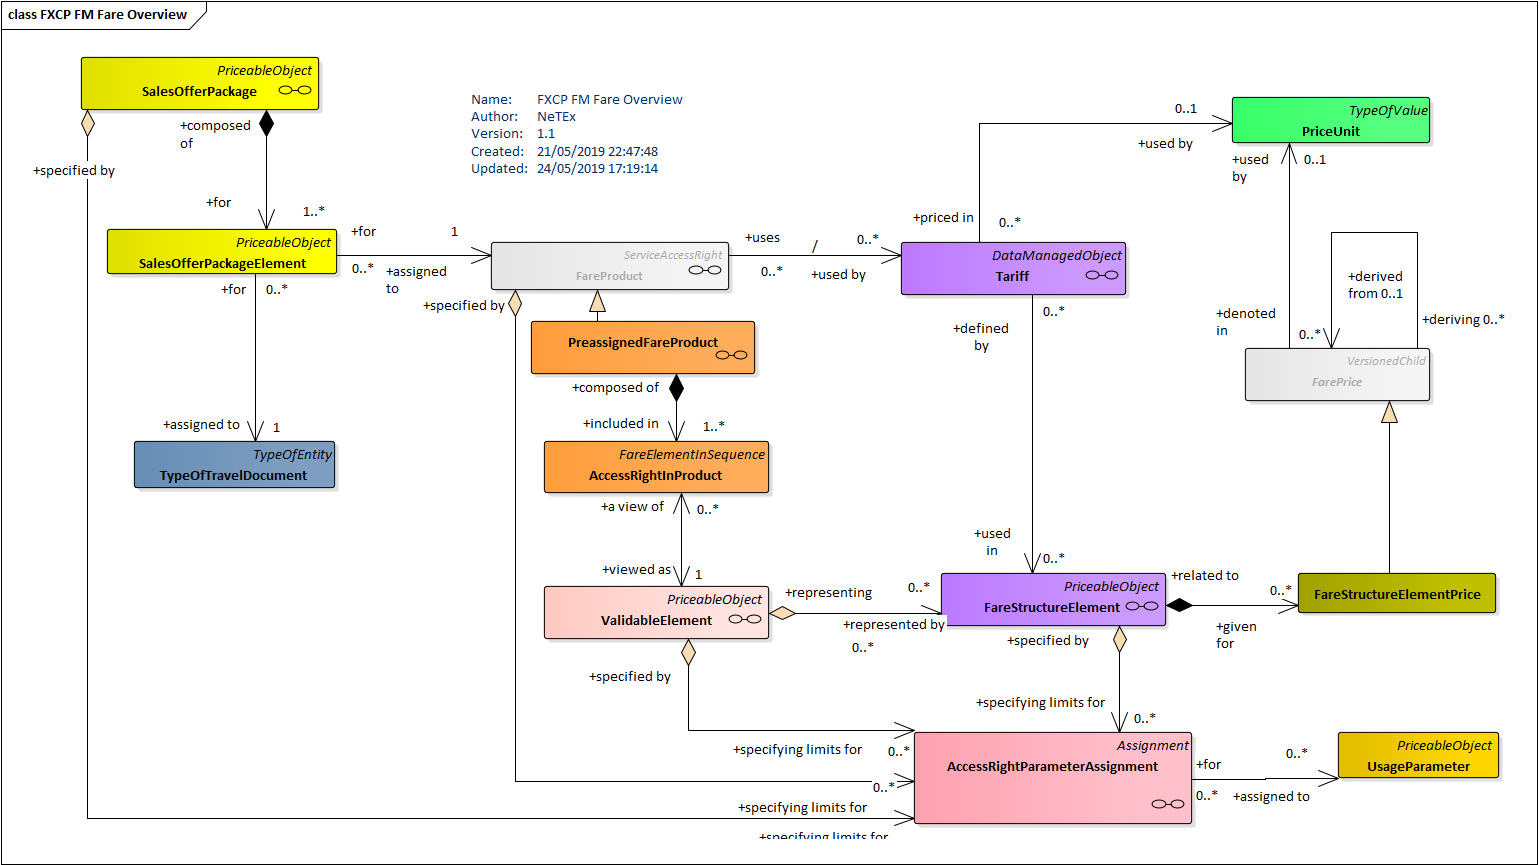 class FXCP FM Fare Overview
PriceableObject
SalesOfferPackage
+composed
of
+specified by
+for
1..*
Name: FXCP FM Fare Overview
Author: NeTEx
Version: 1.1
Created: 21/05/2019 22:47:48
Updated: 24/05/2019 17:19:14
0..1
+used by
TypeOfValue
PriceUnit
+used
by
0..1
PriceableObject
SalesOfferPackageElement
+for
1
0..*
+assigned
to
+for
0..*
ServiceAccessRight
FareProduct
+uses
/
0..*
0..*
+used by
+priced in
0..*
DataManagedObject
Tariff
+specified by
+defined
by
0..*
+denoted
in
0..*
+derived
from 0..1
+deriving 0..*
VersionedChild
FarePrice
PreassignedFareProduct
+composed of
+included in
1..*
+assigned to
1
TypeOfEntity
TypeOfTravelDocument
FareElementInSequence
AccessRightInProduct
+a view of
0..*
+viewed as
1
+used
in
0..*
PriceableObject
ValidableElement
+representing
0..*
+represented by
0..*
PriceableObject
FareStructureElement
+related to
0..*
+given
for
FareStructureElementPrice
+specified by
+specified by
+specifying limits for
0..*
+specifying limits for
0..*
0..*
+specifying limits for
+specifying limits for
Assignment
AccessRightParameterAssignment
+for
0..*
0..*
+assigned to
PriceableObject
UsageParameter